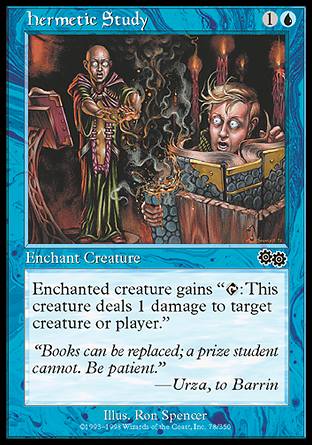 Hermetic Study 1
Enchant Creature
Enchanted creature gains “ :This
creature deals 1 damage to target
creature or player.”
“Books can be replaced; a prize student
cannot. Be patient.”
—Urza, to Barrin
Illus. Ron Spencer
©1993–1998 Wizards of the Coast, Inc. 78/350